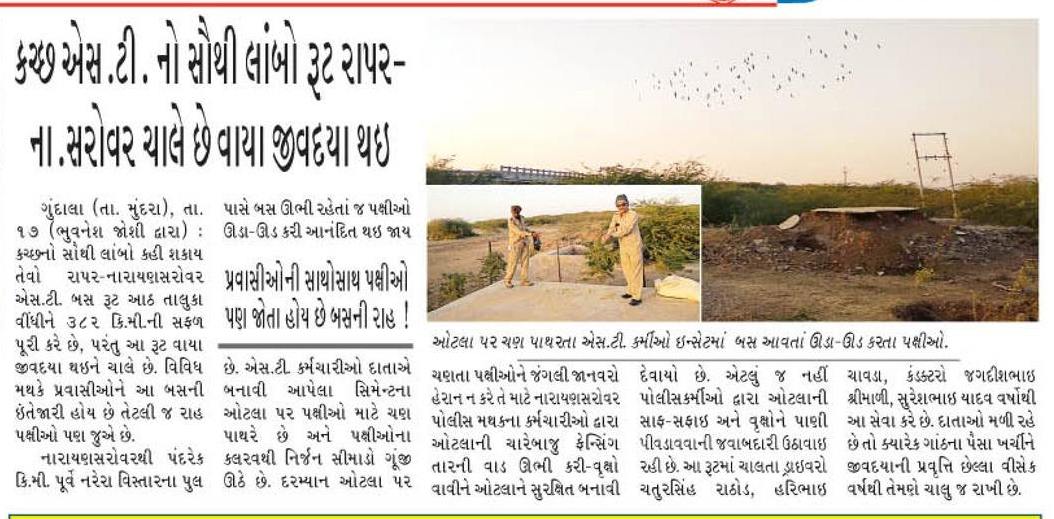 કચ્છ એસ.ટી. નો સૌથી લાંબો રૂટ રાપર-
ના.સરોવર ચાલે છે વાયા જીવદયા થઇ
ગુંદાલા (તા. મુંદરા), તા.
૧૭ (ભુવનેશ જોશી દ્વારા) :
કચ્છનો સૌથી લાંબો કહી શકાય
તેવો રાપર-નારાયણસરોવર
એસ.ટી. બસ રૂટ આઠ તાલુકા
વીંધીને ૩૮૨ કિ.મી.ની સફળ
પૂરી કરે છે, પરંતુ આ રૂટ વાયા
જીવદયા થઇને ચાલે છે. વિવિધ
મથકે પ્રવાસીઓને આ બસની
ઇંતેજારી હોય છે તેટલી જ રાહ
પક્ષીઓ પણ જુએ છે.
નારાયણસરોવરથી પંદરેક
કિ.મી. પૂર્વે નરેરા વિસ્તારના પુલ
પાસે બસ ઊભી રહેતાં જ પક્ષીઓ
ઊડા-ઊડ કરી આનંદિત થઇ જાય
પ્રવાસીઓની સાથોસાથ પક્ષીઓ
પણ જોતા હોય છે બસની રાહ !
છે. એસ.ટી. કર્મચારીઓ દાતાએ
બનાવી આપેલા સિમેન્ટના
ઓટલા પર પક્ષીઓ માટે ચણ
પાથરે છે અને પક્ષીઓના
કલરવથી નિર્જન સીમાડો ગૂંજી
ઊઠે છે. દરમ્યાન ઓટલા પર
ઓટલા પર ચણ પાથરતા એસ.ટી. કર્મીઓ ઇન્સેટમાં બસ આવતાં ઊડા-ઊડ કરતા પક્ષીઓ.
ચણતા પક્ષીઓને જંગલી જાનવરો
હેરાન ન કરે તે માટે નારાયણસરોવર
પોલીસ મથકના કર્મચારીઓ દ્વારા
ઓટલાની ચારેબાજુ ફેન્સિંગ
તારની વાડ ઊભી કરી-વૃક્ષો
વાવીને ઓટલાને સુરક્ષિત બનાવી
દેવાયો છે. એટલું જ નહીં
પોલીસકર્મીઓ દ્વારા ઓટલાની
સાફ-સફાઇ અને વૃક્ષોને પાણી
પીવડાવવાની જવાબદારી ઉઠાવાઇ
રહી છે. આ રૂટમાં ચાલતા ડ્રાઇવરો
ચતુરસિંહ રાઠોડ, હરિભાઇ
ચાવડા, કંડક્ટરો જગદીશભાઇ
શ્રીમાળી, સુરેશભાઇ યાદવ વર્ષોથી
આ સેવા કરે છે. દાતાઓ મળી રહે
છે તો ક્યારેક ગાંઠના પૈસા ખર્ચીને
જીવદયાની પ્રવૃત્તિ છેલ્લા વીસેક
વર્ષથી તેમણે ચાલુ જ રાખી છે.